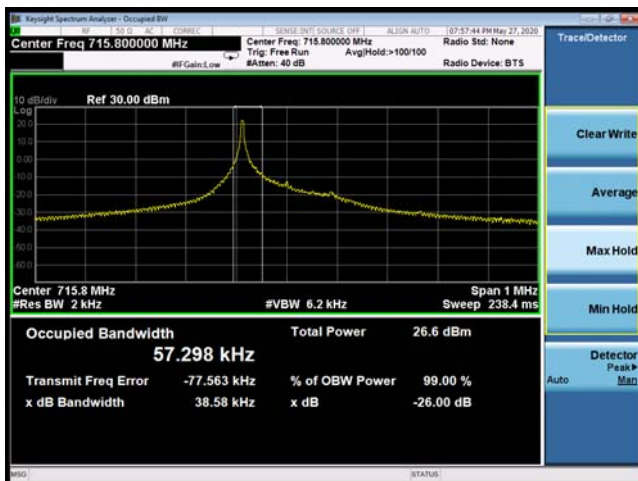 Keysight Spectrum Analyzer - Occupied BW
RF 50 Ω AC CORREC SENSE:INT SOURCE OFF ALIGN AUTO 07:57:44 PM May 27, 2020
Center Freq 715.800000 MHz
Center Freq: 715.800000 MHz
Radio Std: None
Trig: Free Run Avg|Hold:>100/100
#IFGain:Low
#Atten: 40 dB
Radio Device: BTS
Trace/Detector
10 dB/div Ref 30.00 dBm
Log
20.0
10.0
0.00
-10.0
-20.0
-30.0
-40.0
-50.0
-60.0
Center 715.8 MHz
Span 1 MHz
#Res BW 2 kHz
#VBW 6.2 kHz
Sweep 238.4 ms
Occupied Bandwidth
57.298 kHz
Total Power 26.6 dBm
Transmit Freq Error -77.563 kHz
% of OBW Power 99.00 %
x dB Bandwidth 38.58 kHz
x dB -26.00 dB
Clear Write
Average
Max Hold
Min Hold
Detector
Peak▶
Auto Man
MSG
STATUS